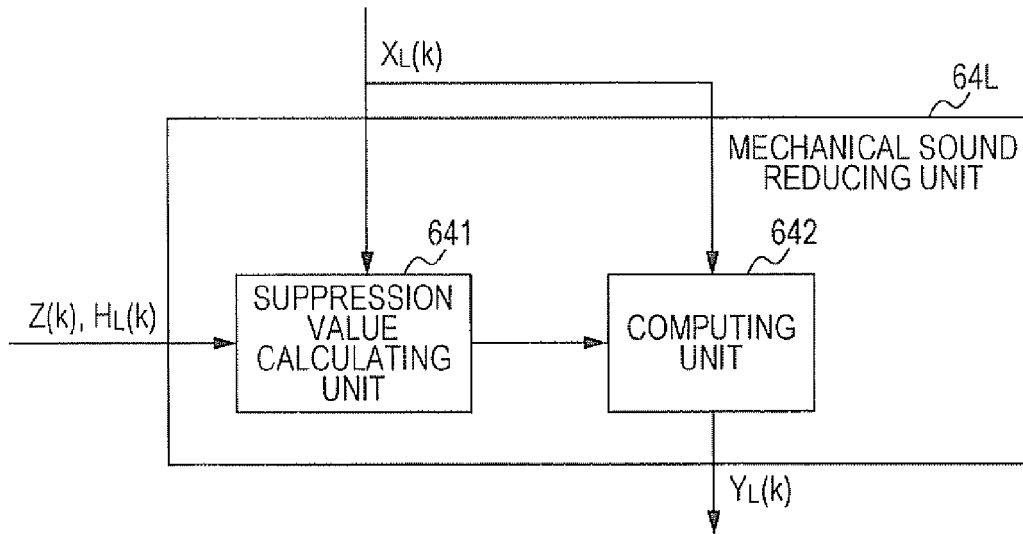 XL(k)
64L
MECHANICAL SOUND
REDUCING UNIT
641
642
SUPPRESSION
VALUE
CALCULATING
UNIT
COMPUTING
UNIT
Z(k), HL(k)
YL(k)